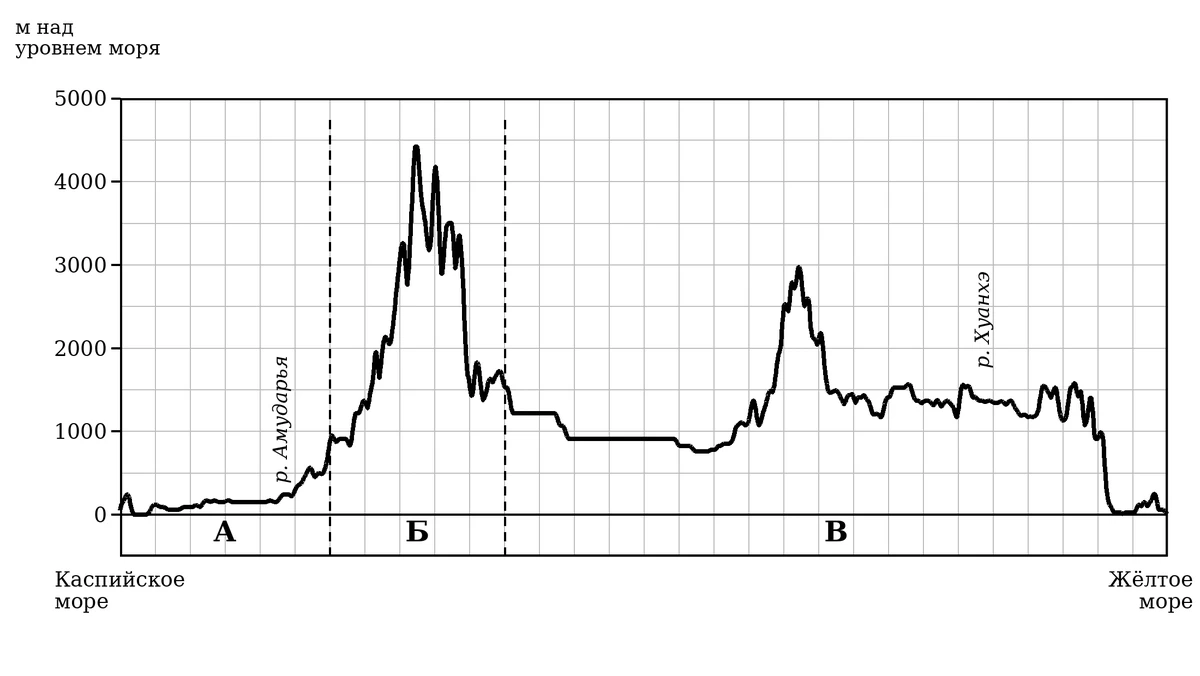 м над
уровнем моря
5000
4000
3000
2000
1000
0
р. Амударья
р. Хуанхэ
А
Б
В
Каспийское
море
Жёлтое
море